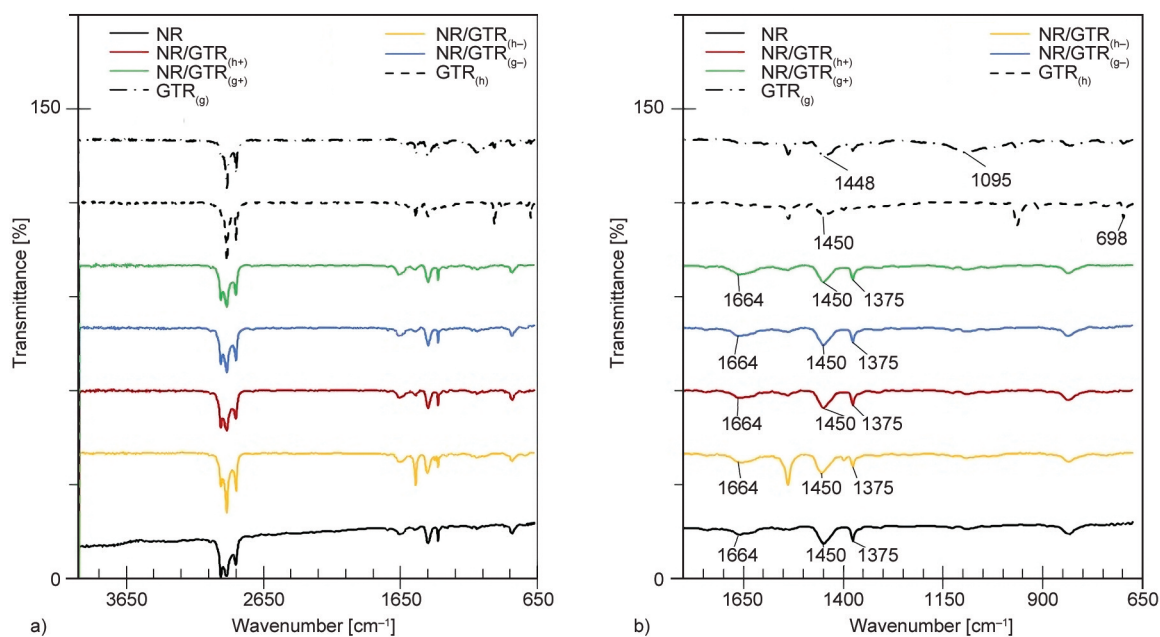 NR
NR/GTR(h+)
NR/GTR(g+)
GTR(g)
NR/GTR(h–)
NR/GTR(g–)
GTR(h)
150
0
Transmittance [%]
3650
2650
1650
650
Wavenumber [cm–1]
a)
NR
NR/GTR(h+)
NR/GTR(g+)
GTR(g)
NR/GTR(h–)
NR/GTR(g–)
GTR(h)
150
1448
1095
1450
698
1664
1450
1375
1664
1450
1375
1664
1450
1375
1664
1450
1375
1664
1450
1375
0
Transmittance [%]
1650
1400
1150
900
650
Wavenumber [cm–1]
b)